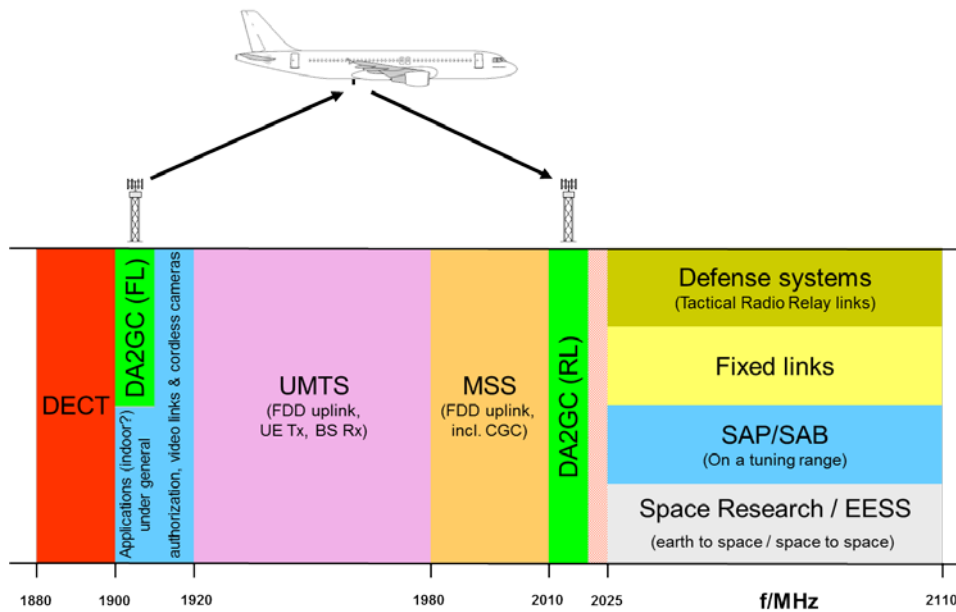 DECT
DA2GC (FL)
Applications (indoor?)
under general
authorization, video links & cordless cameras
UMTS
(FDD uplink,
UE Tx, BS Rx)
MSS
(FDD uplink,
incl. CGC)
DA2GC (RL)
Defense systems
(Tactical Radio Relay links)
Fixed links
SAP/SAB
(On a tuning range)
Space Research / EESS
(earth to space / space to space)
1880
1900
1920
1980
2010
2025
f/MHz
2110